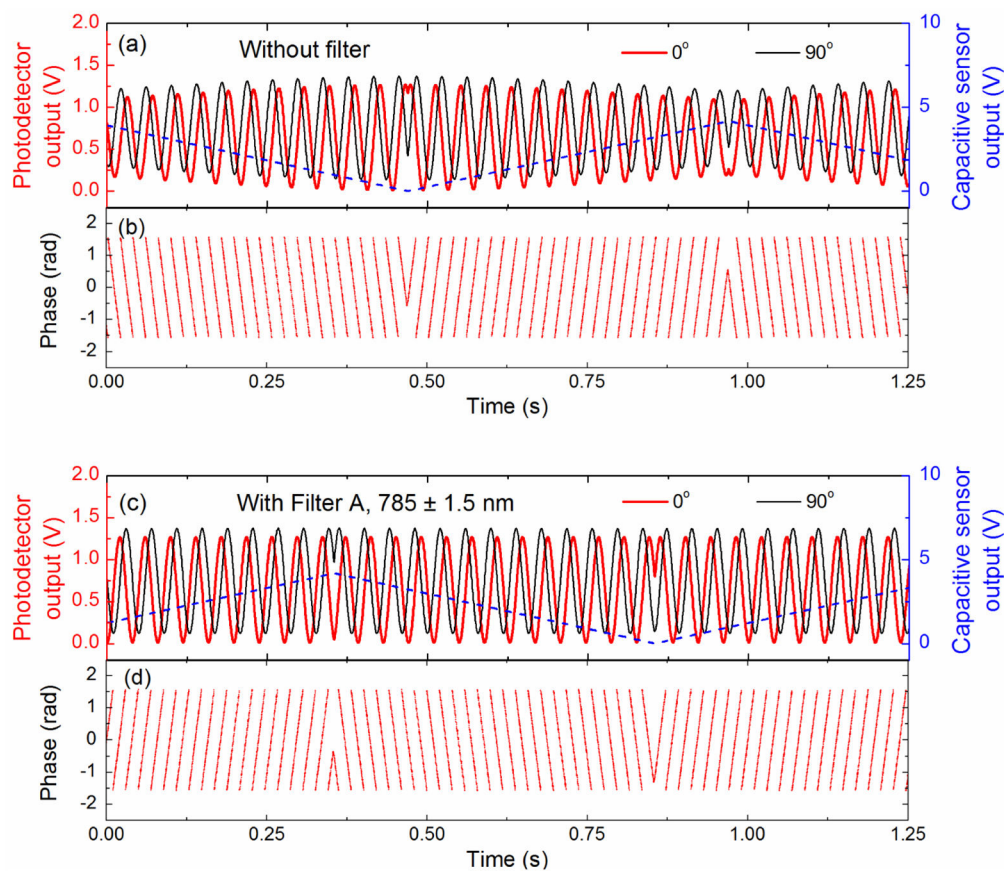 (a) Without filter 0° 90°
2.0
1.5
1.0
0.5
0.0
Photodetector
output (V)
10
5
0
Capacitive sensor
output (V)
(b)
2
1
0
-1
-2
Phase (rad)
0.00 0.25 0.50 0.75 1.00 1.25
Time (s)
(c) With Filter A, 785 ± 1.5 nm 0° 90°
2.0
1.5
1.0
0.5
0.0
Photodetector
output (V)
10
5
0
Capacitive sensor
output (V)
(d)
2
1
0
-1
-2
Phase (rad)
0.00 0.25 0.50 0.75 1.00 1.25
Time (s)